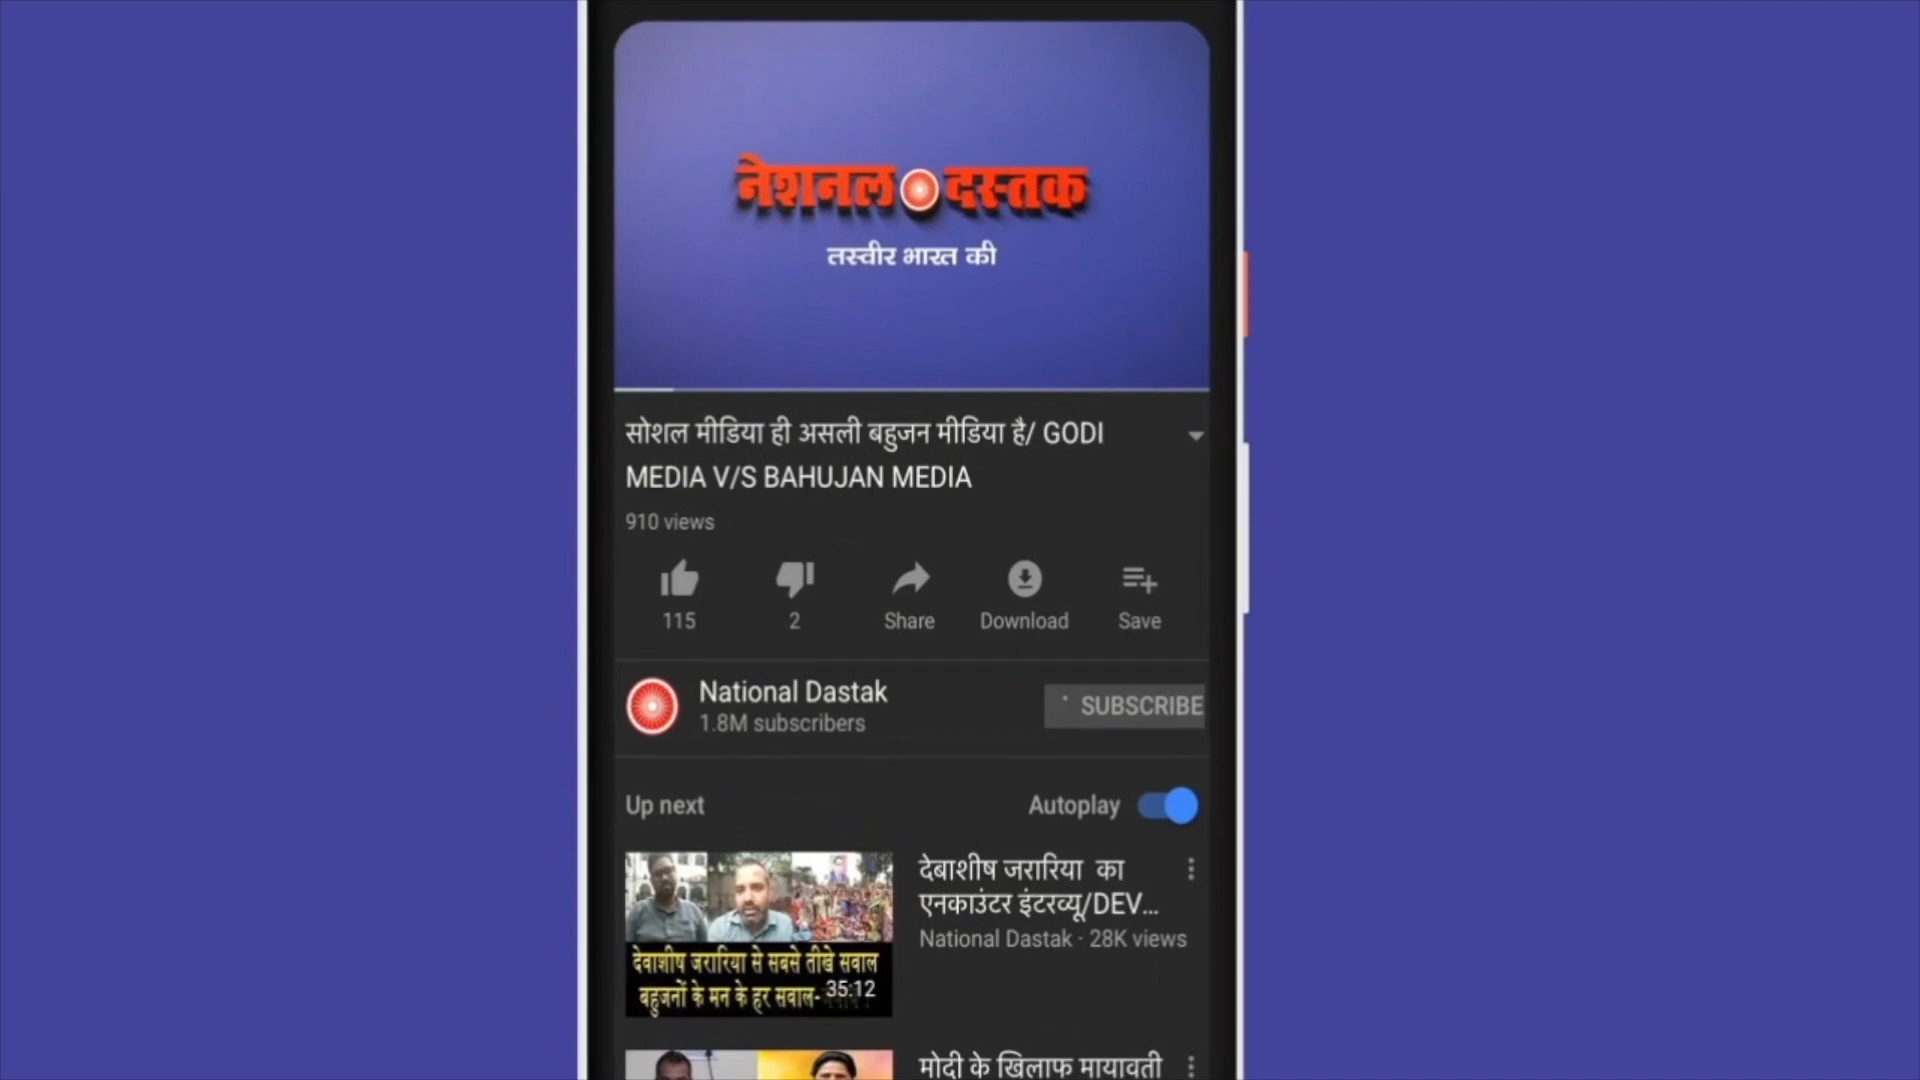 नेशनल दस्तक
तस्वीर भारत की
सोशल मीडिया ही असली बहुजन मीडिया है/ GODI
MEDIA V/S BAHUJAN MEDIA
910 views
115
2
Share
Download
Save
National Dastak
1.8M subscribers
SUBSCRIBE
Up next
Autoplay
देबाशीष जरारिया का
एनकाउंटर इंटरव्यू/DEV...
National Dastak · 28K views
देवाशीष जरारिया से सबसे तीखे सवाल
बहुजनों के मन के हर सवाल-
35:12
मोदी के खिलाफ मायावती